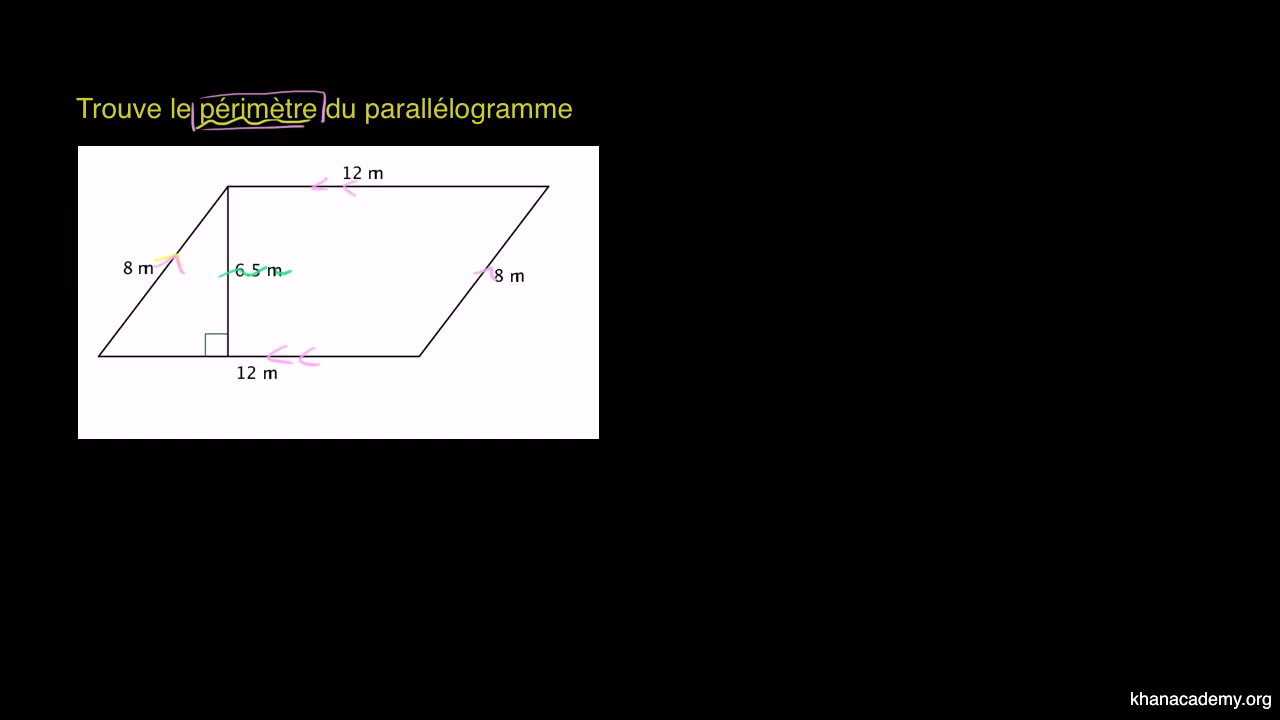 Trouve le périmètre du parallélogramme
12 m
8 m
6.5 m
8 m
12 m
khanacademy.org